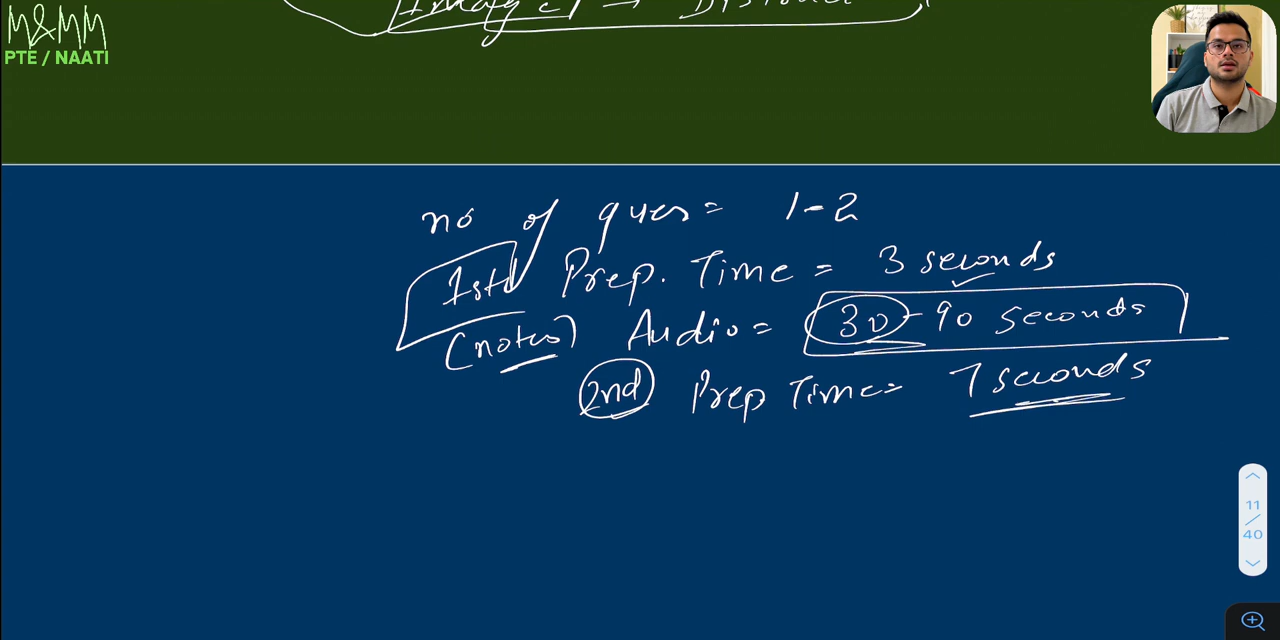 M&MM
PTE / NAATI
[Image]
no of ques = 1-2
1st Prep. Time = 3 seconds
(notes) Audio = 30-90 seconds
2nd Prep Time = 7 seconds
11
/
40